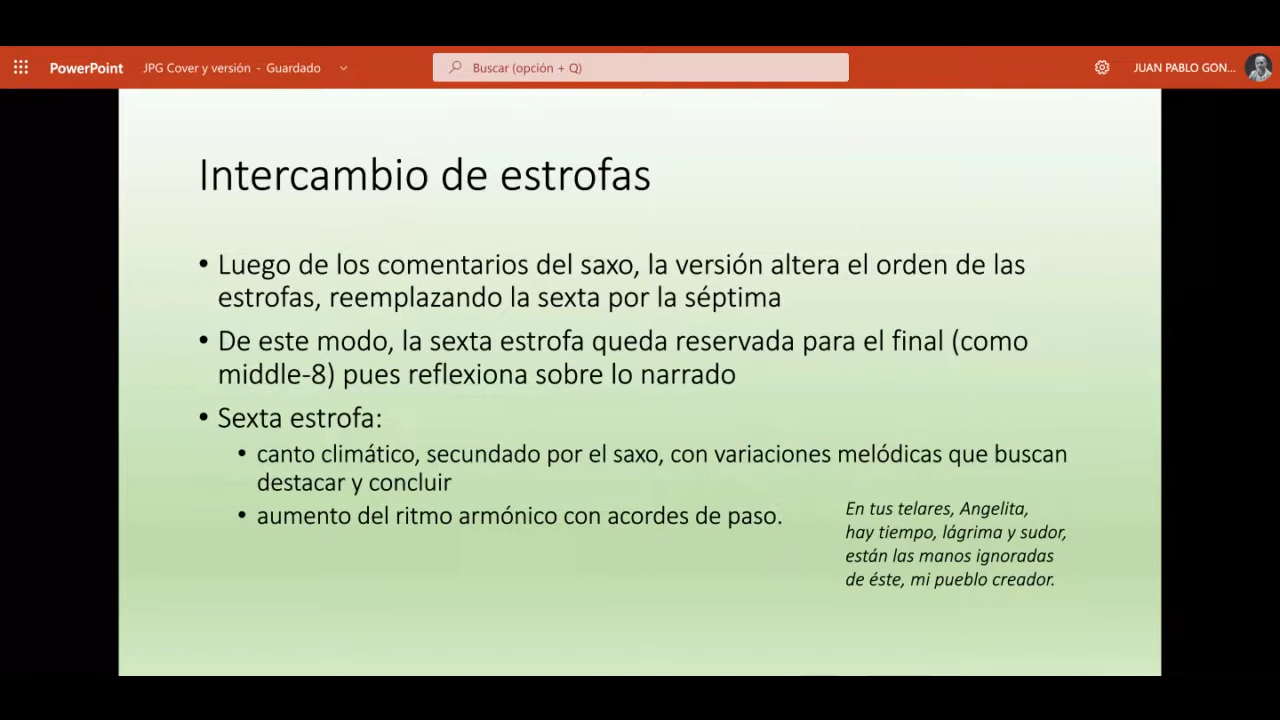 PowerPoint JPG Cover y versión - Guardado Buscar (opción + Q) JUAN PABLO GON...
Intercambio de estrofas
• Luego de los comentarios del saxo, la versión altera el orden de las
estrofas, reemplazando la sexta por la séptima
• De este modo, la sexta estrofa queda reservada para el final (como
middle-8) pues reflexiona sobre lo narrado
• Sexta estrofa:
• canto climático, secundado por el saxo, con variaciones melódicas que buscan
destacar y concluir
• aumento del ritmo armónico con acordes de paso.
En tus telares, Angelita,
hay tiempo, lágrima y sudor,
están las manos ignoradas
de éste, mi pueblo creador.